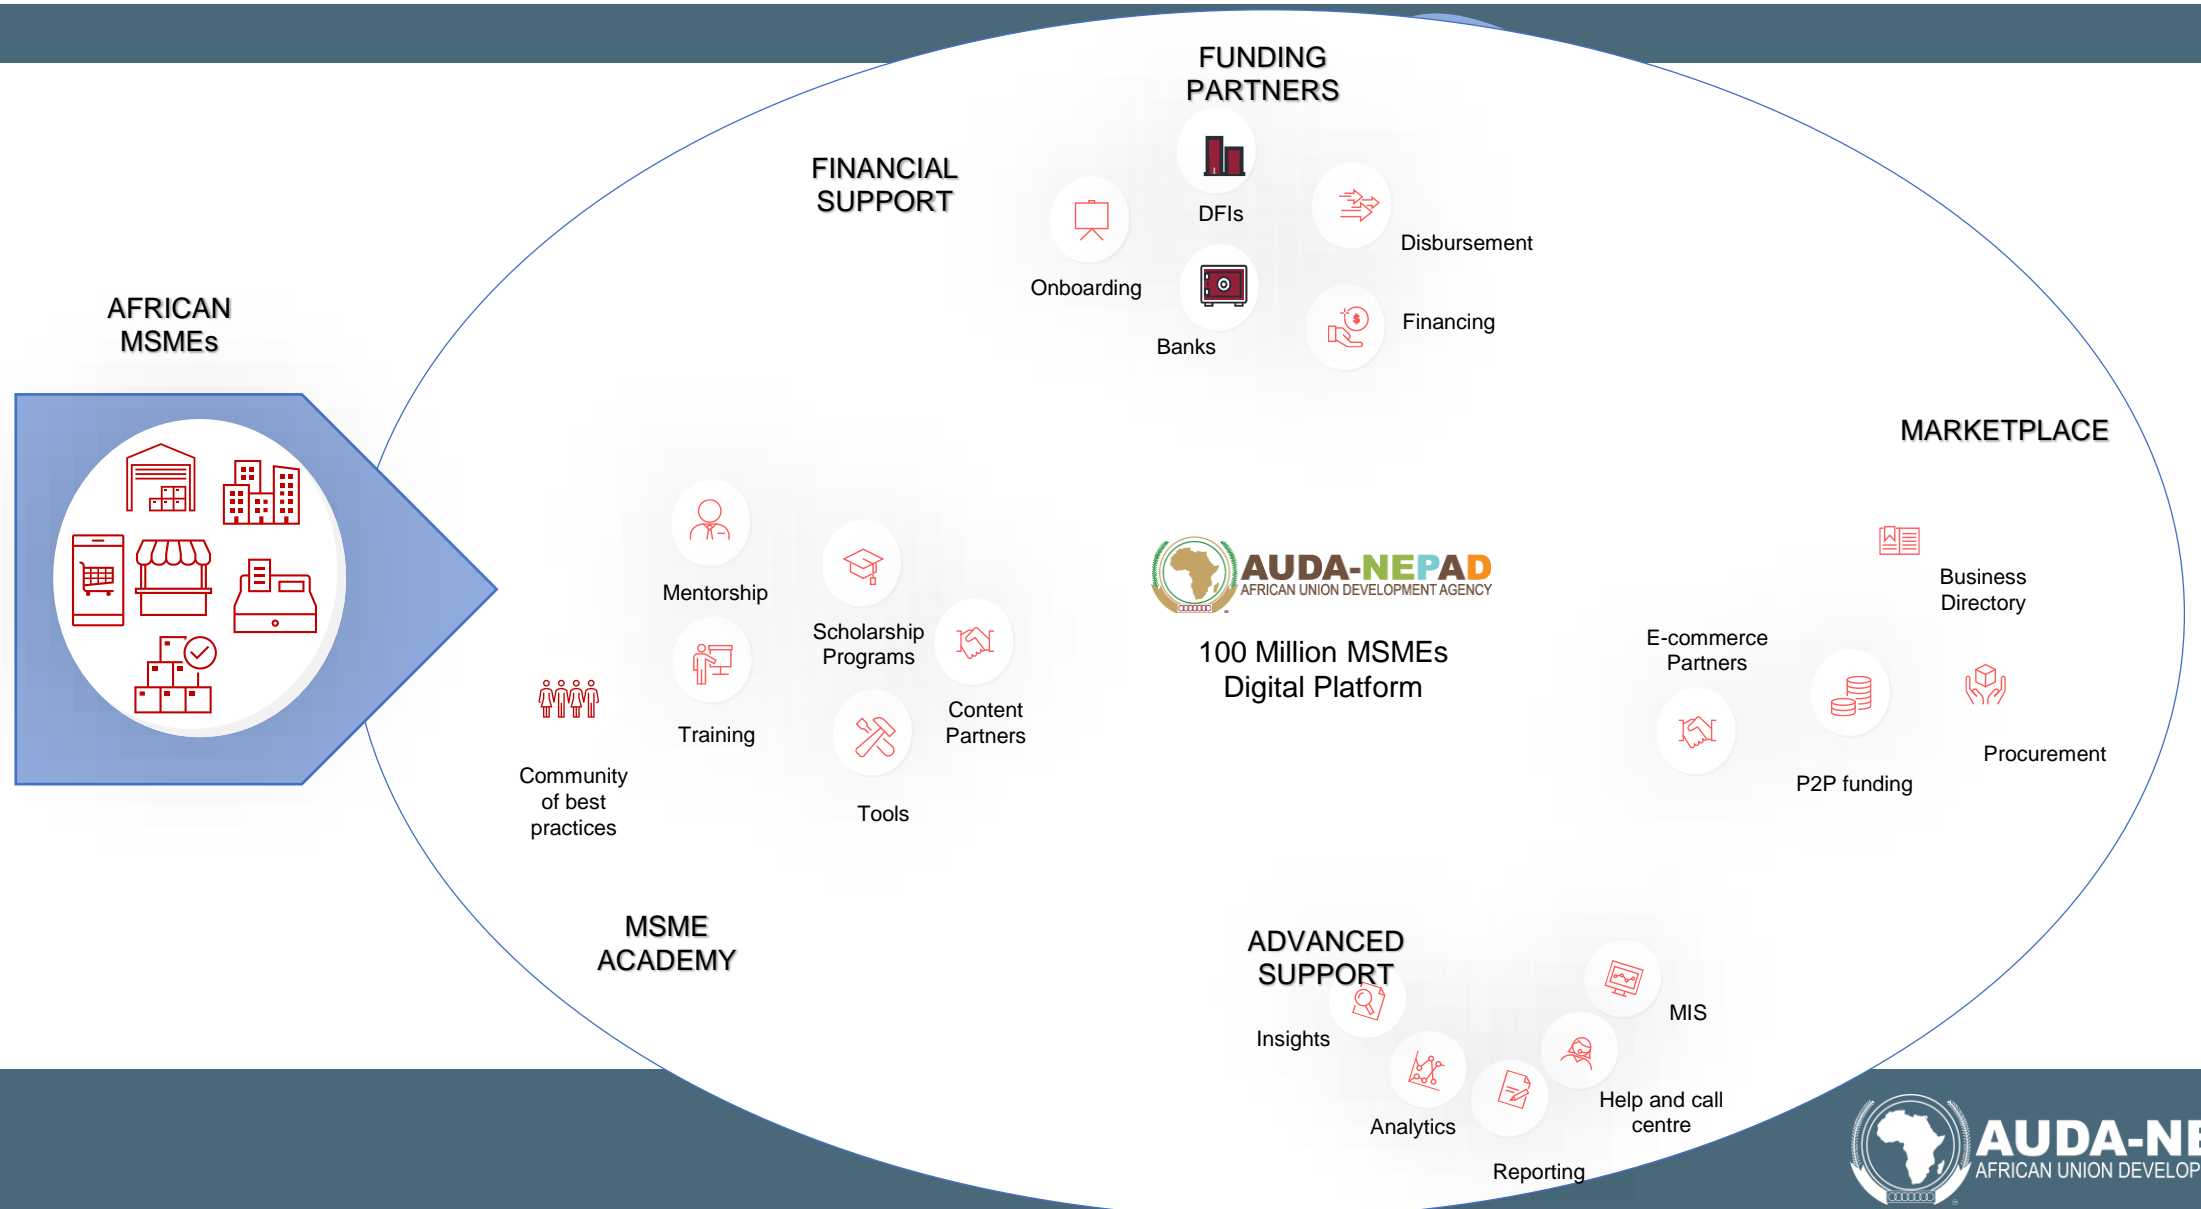 FUNDING
PARTNERS
FINANCIAL
SUPPORT
DFIs
Disbursement
Onboarding
Banks
Financing
AFRICAN
MSMEs
MARKETPLACE
Mentorship
Scholarship
Programs
Training
Content
Partners
Community
of best
practices
Tools
MSME
ACADEMY
AUDA-NEPAD
AFRICAN UNION DEVELOPMENT AGENCY
100 Million MSMEs
Digital Platform
Business
Directory
E-commerce
Partners
Procurement
P2P funding
ADVANCED
SUPPORT
Insights
MIS
Analytics
Help and call
centre
Reporting
AUDA-NE
AFRICAN UNION DEVELOP